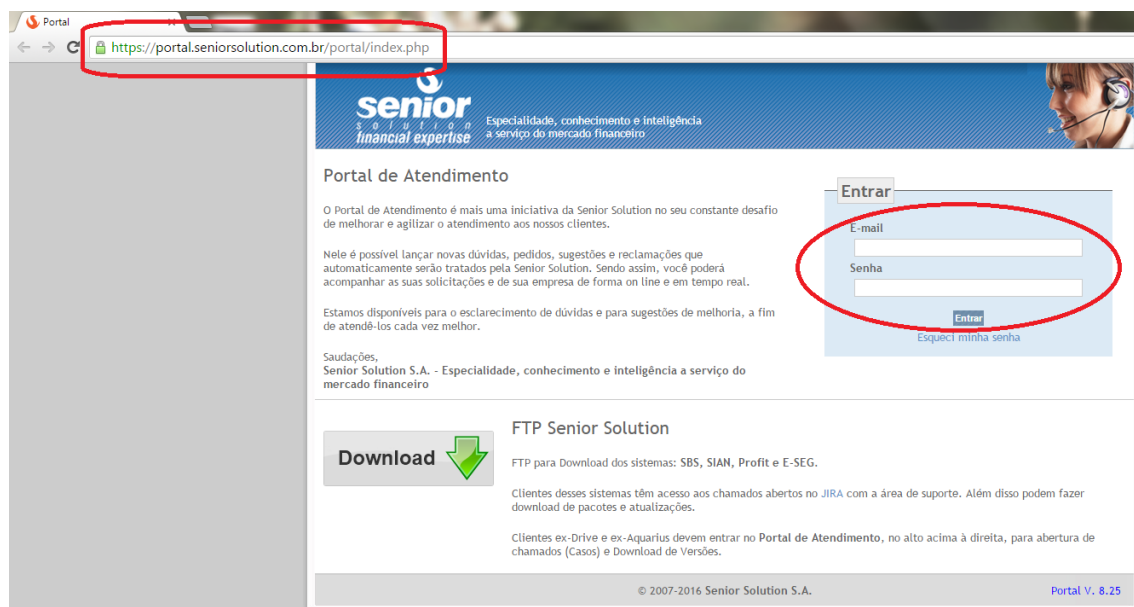 Portal
https://portal.seniorsolution.com.br/portal/index.php
senior
solution
financial expertise
Especialidade, conhecimento e inteligência
a serviço do mercado financeiro
Portal de Atendimento
O Portal de Atendimento é mais uma iniciativa da Senior Solution no seu constante desafio
de melhorar e agilizar o atendimento aos nossos clientes.
Nele é possível lançar novas dúvidas, pedidos, sugestões e reclamações que
automaticamente serão tratados pela Senior Solution. Sendo assim, você poderá
acompanhar as suas solicitações e de sua empresa de forma on line e em tempo real.
Estamos disponíveis para o esclarecimento de dúvidas e para sugestões de melhoria, a fim
de atendê-los cada vez melhor.
Saudações,
Senior Solution S.A. - Especialidade, conhecimento e inteligência a serviço do
mercado financeiro
Entrar
E-mail
Senha
Entrar
Esqueci minha senha
Download
FTP Senior Solution
FTP para Download dos sistemas: SBS, SIAN, Profit e E-SEG.
Clientes desses sistemas têm acesso aos chamados abertos no JIRA com a área de suporte. Além disso podem fazer
download de pacotes e atualizações.
Clientes ex-Drive e ex-Aquarius devem entrar no Portal de Atendimento, no alto acima à direita, para abertura de
chamados (Casos) e Download de Versões.
© 2007-2016 Senior Solution S.A.
Portal V. 8.25